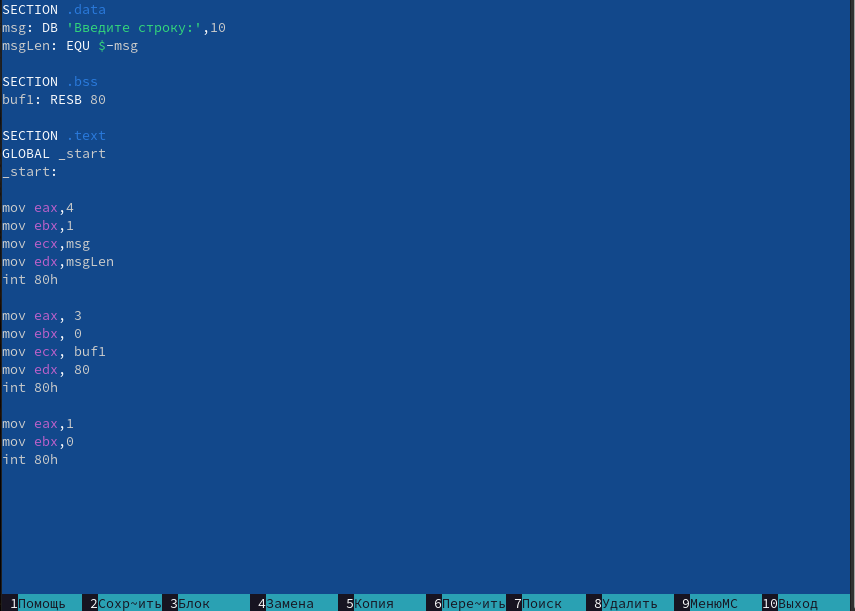 SECTION .data
msg: DB 'Введите строку:',10
msgLen: EQU $-msg
SECTION .bss
buf1: RESB 80
SECTION .text
GLOBAL _start
_start:
mov eax,4
mov ebx,1
mov ecx,msg
mov edx,msgLen
int 80h
mov eax, 3
mov ebx, 0
mov ecx, buf1
mov edx, 80
int 80h
mov eax,1
mov ebx,0
int 80h
1Помощь 2Сохр~ить 3Блок 4Замена 5Копия 6Пере~ить 7Поиск 8Удалить 9МенюMC 10Выход